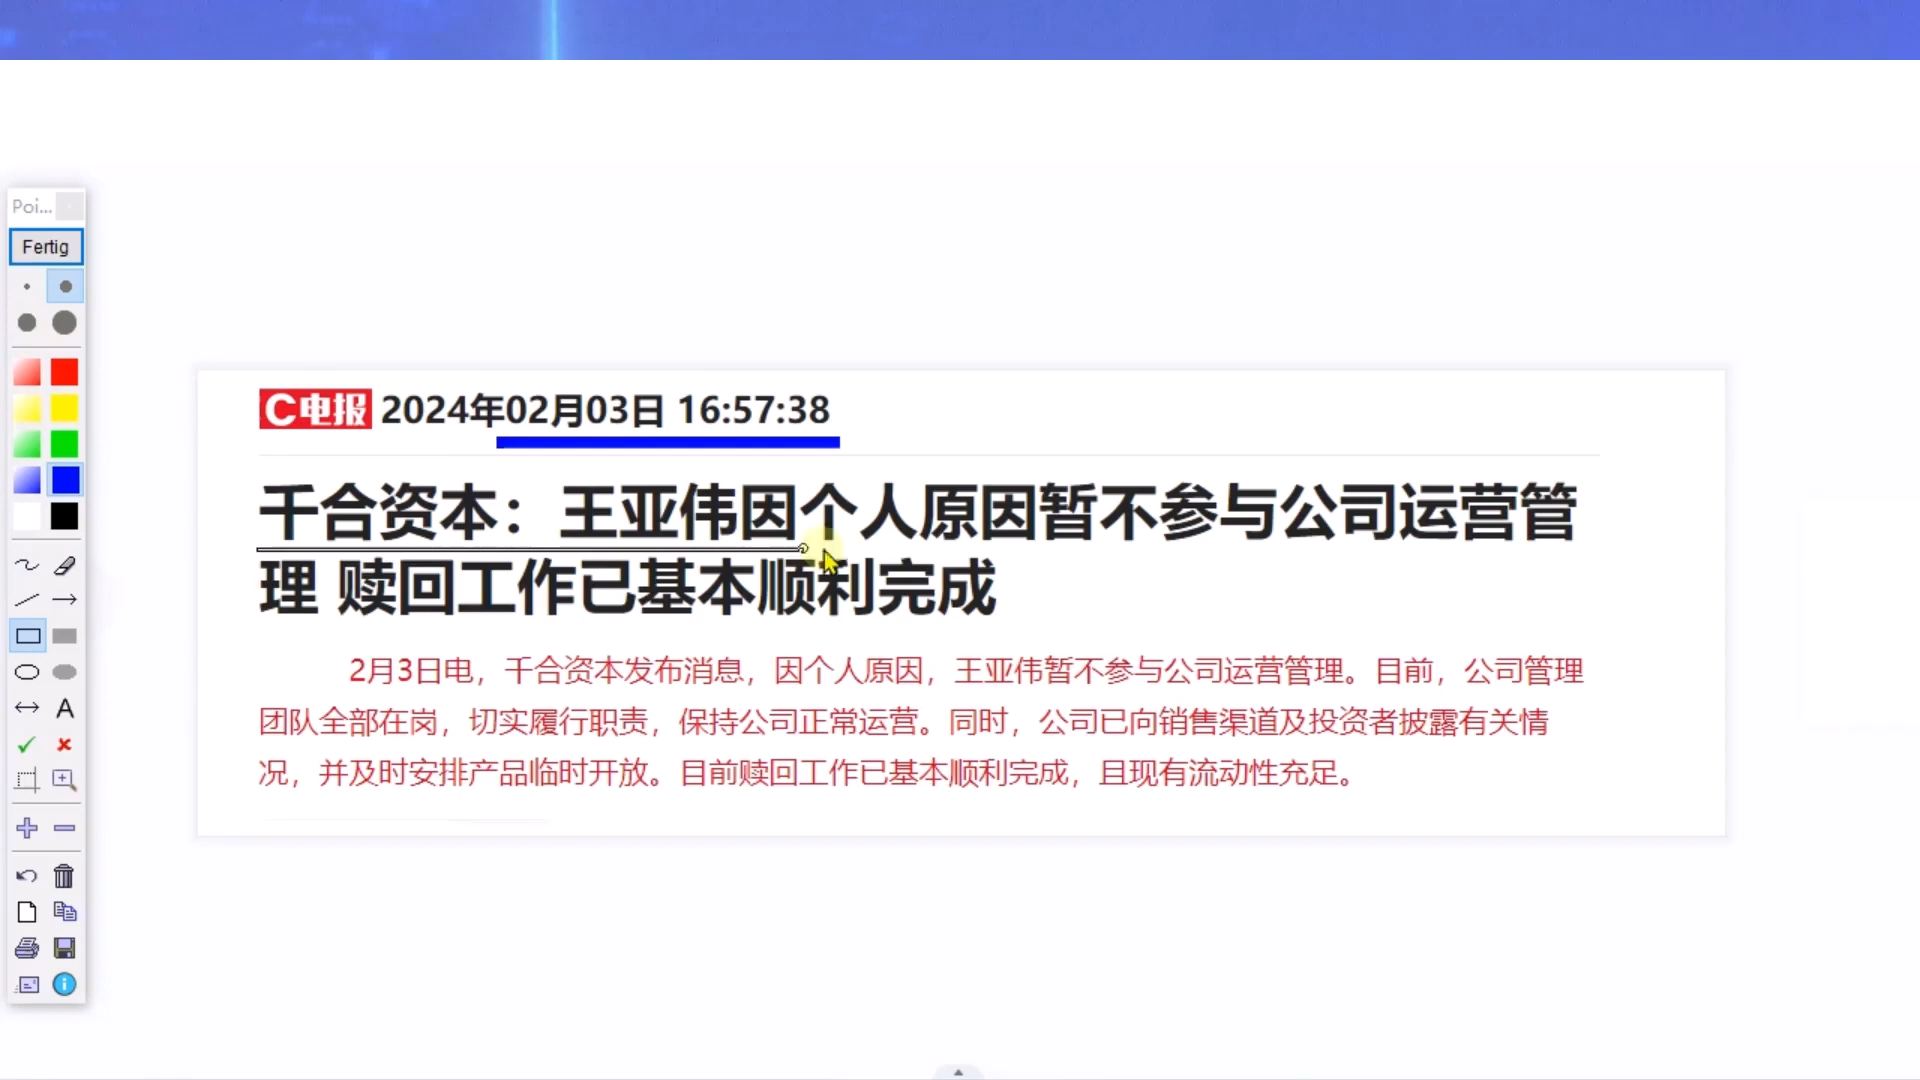 Poi...
Fertig
A
C电报 2024年02月03日 16:57:38
千合资本：王亚伟因个人原因暂不参与公司运营管
理 赎回工作已基本顺利完成
2月3日电，千合资本发布消息，因个人原因，王亚伟暂不参与公司运营管理。目前，公司管理
团队全部在岗，切实履行职责，保持公司正常运营。同时，公司已向销售渠道及投资者披露有关情
况，并及时安排产品临时开放。目前赎回工作已基本顺利完成，且现有流动性充足。